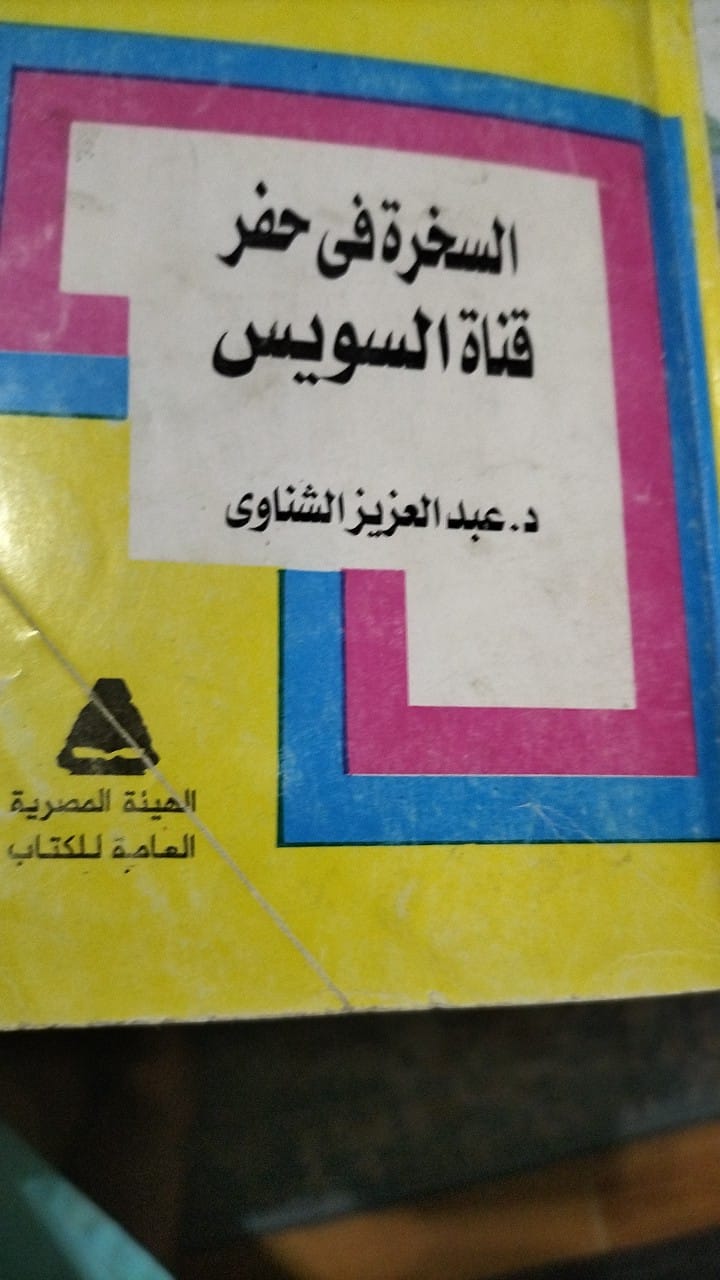 السخرة فى حفر
قناة السويس
د. عبد العزيز الشناوى
الهيئة المصرية
العامة للكتاب